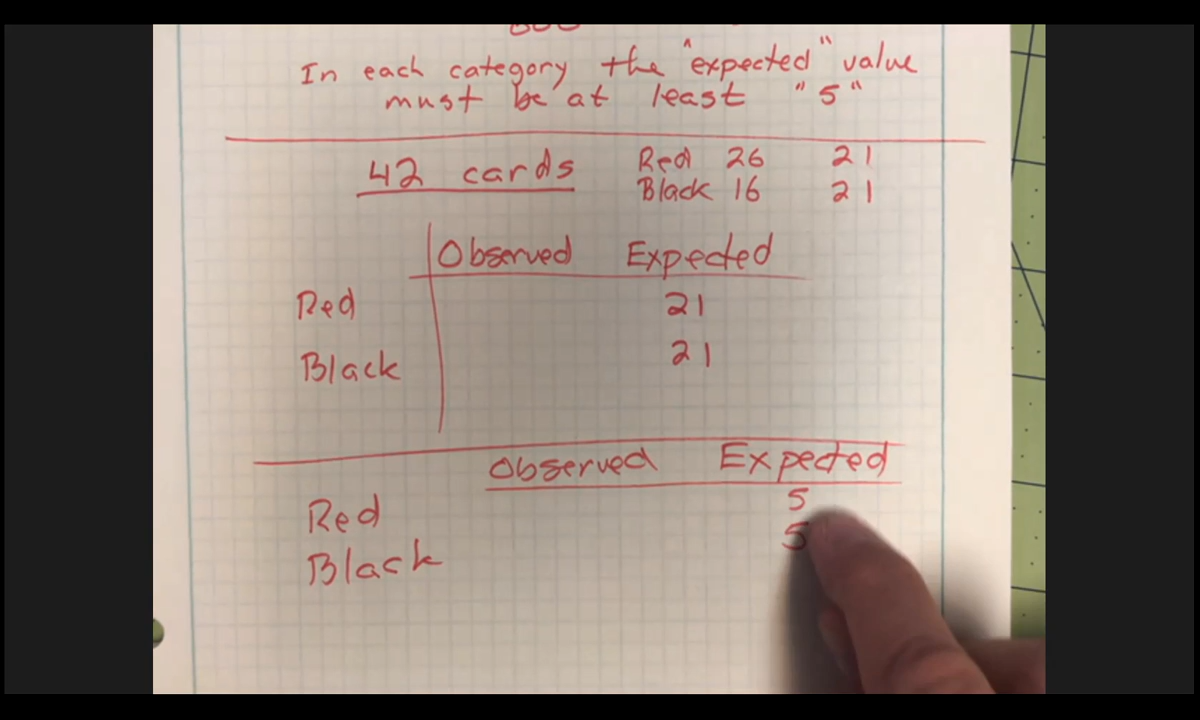 In each category the "expected" value
must be at least "5"
42 cards
Red 26 21
Black 16 21
Observed Expected
Red 21
Black 21
Observed Expected
Red 5
Black 5